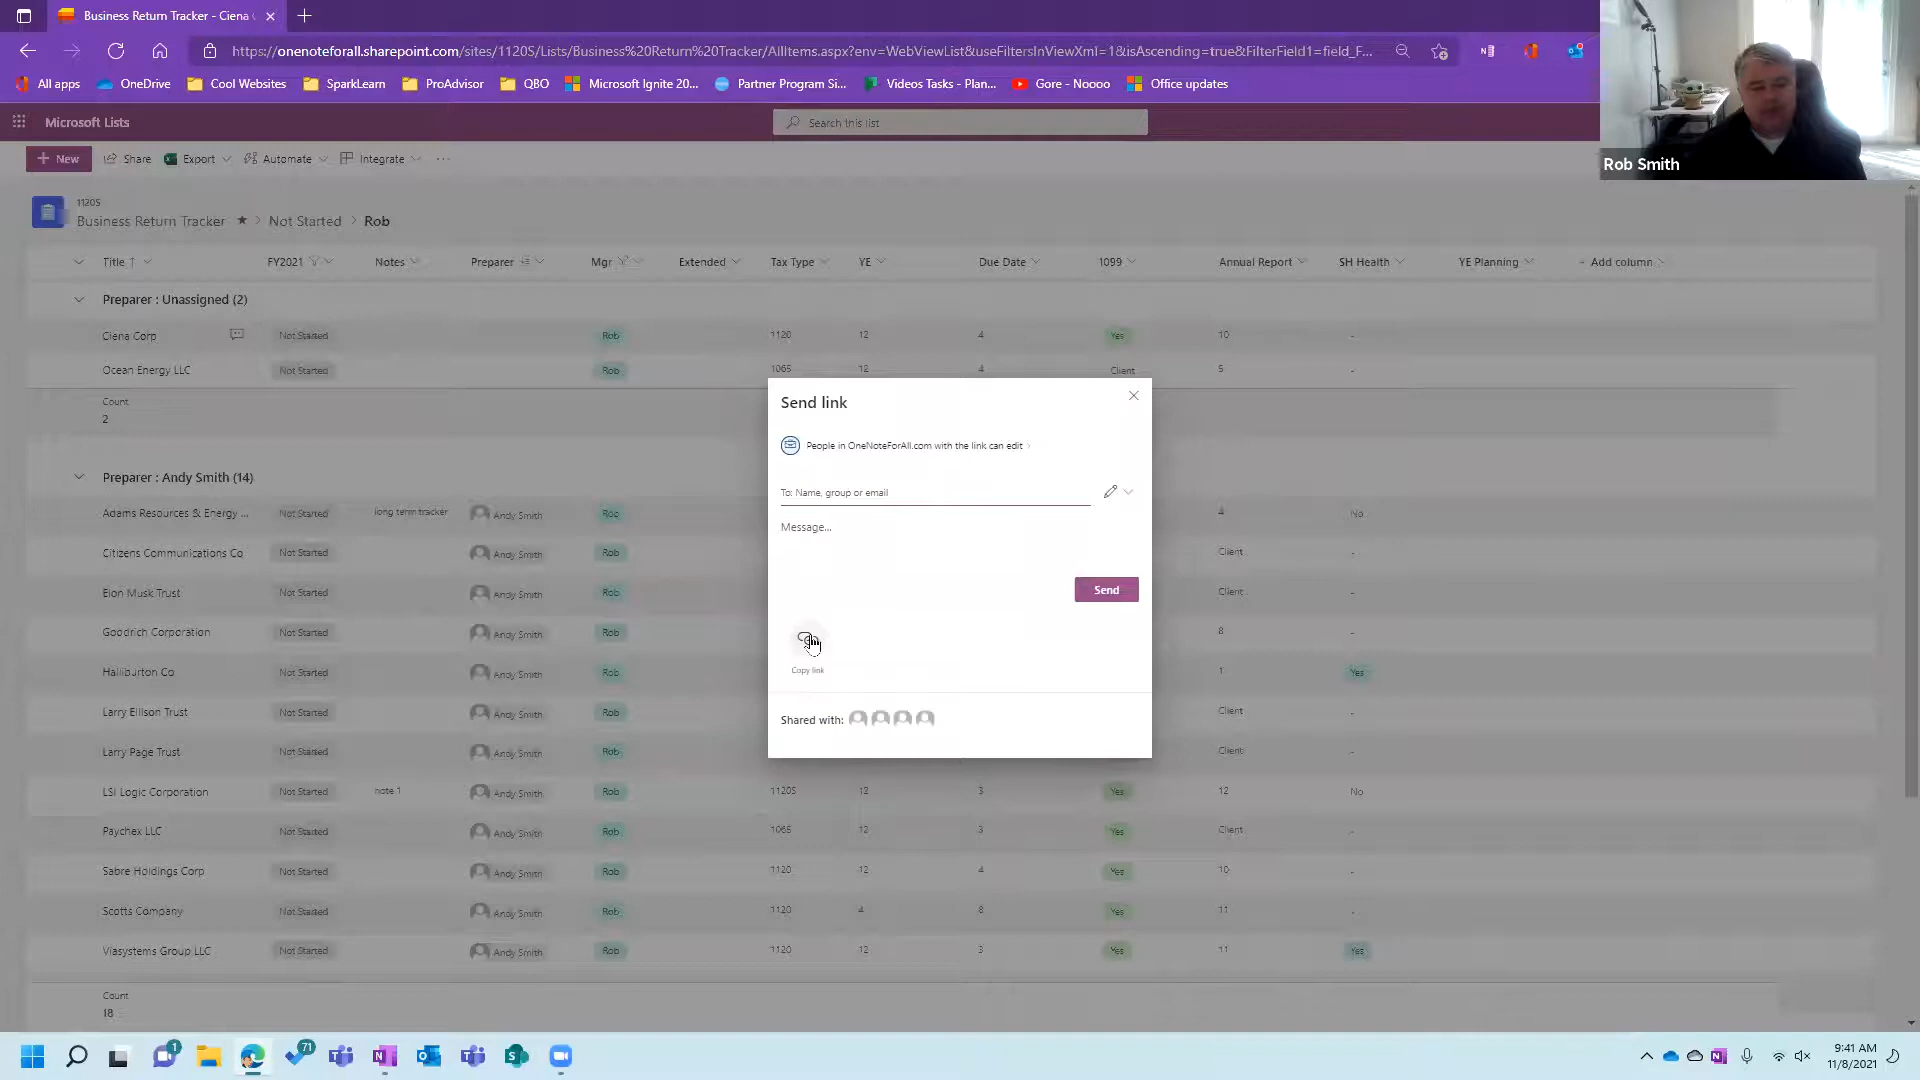 Business Return Tracker - Ciena
https://onenoteforall.sharepoint.com/sites/1120S/Lists/Business%20Return%20Tracker/AllItems.aspx?env=WebViewList&useFiltersInViewXml=1&isAscending=true&FilterField1=field_F...
All apps OneDrive Cool Websites SparkLearn ProAdvisor QBO Microsoft Ignite 20... Partner Program Si... Videos Tasks - Plan... Gore - Noooo Office updates
Rob Smith
Microsoft Lists Search this list
New Share Export Automate Integrate ...
1120S
Business Return Tracker > Not Started > Rob
Title FY2021 Notes Preparer Mgr Extended Tax Type YE Due Date 1099 Annual Report SH Health YE Planning Add column
Preparer : Unassigned (2)
Ciena Corp Not Started Rob 1120 12 4 Yes 10 -
Ocean Energy LLC Not Started Rob 1065 12 4 Client 5 -
Count
2
Send link
People in OneNoteForAll.com with the link can edit >
To: Name, group or email
Message...
Send
Copy link
Shared with:
Preparer : Andy Smith (14)
Adams Resources & Energy ... Not Started long term tracker Andy Smith Rob 4 No
Citizens Communications Co Not Started Andy Smith Rob Client -
Elon Musk Trust Not Started Andy Smith Rob Client -
Goodrich Corporation Not Started Andy Smith Rob 8 -
Halliburton Co Not Started Andy Smith Rob 1 Yes
Larry Ellison Trust Not Started Andy Smith Rob Client -
Larry Page Trust Not Started Andy Smith Rob Client -
LSI Logic Corporation Not Started note 1 Andy Smith Rob 1120S 12 3 Yes 12 No
Paychex LLC Not Started Andy Smith Rob 1065 12 3 Yes Client -
Sabre Holdings Corp Not Started Andy Smith Rob 1120 12 4 Yes 10 -
Scotts Company Not Started Andy Smith Rob 1120 4 8 Yes 11 -
Viasystems Group LLC Not Started Andy Smith Rob 1120 12 3 Yes 11 Yes
Count
18
1 71
9:41 AM
11/8/2021